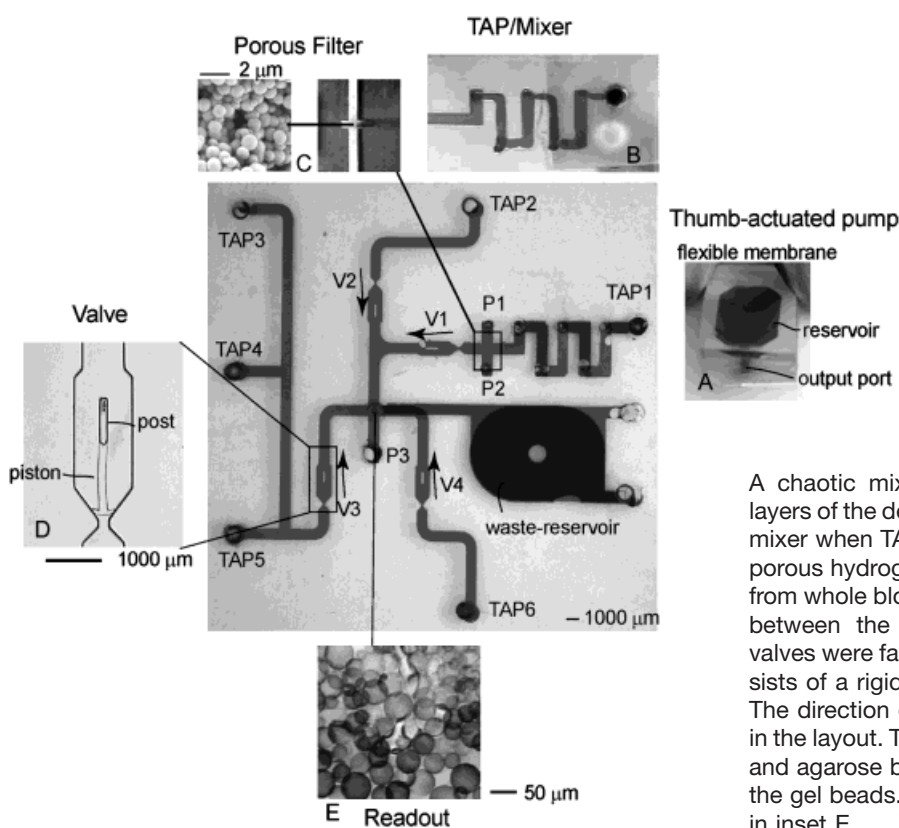 TAP/Mixer
Porous Filter
2 μm
C
B
TAP2
TAP3
Thumb-actuated pump
flexible membrane
V2
P1
TAP1
V1
Valve
reservoir
TAP4
P2
A
output port
post
P3
piston
V4
D
V3
waste-reservoir
1000 μm
TAP5
TAP6
1000 μm
50 μm
E
Readout
A chaotic mix
layers of the de
mixer when TA
porous hydrog
from whole blo
between the
valves were fa
sists of a rigid
The direction
in the layout. T
and agarose b
the gel beads.
in inset E